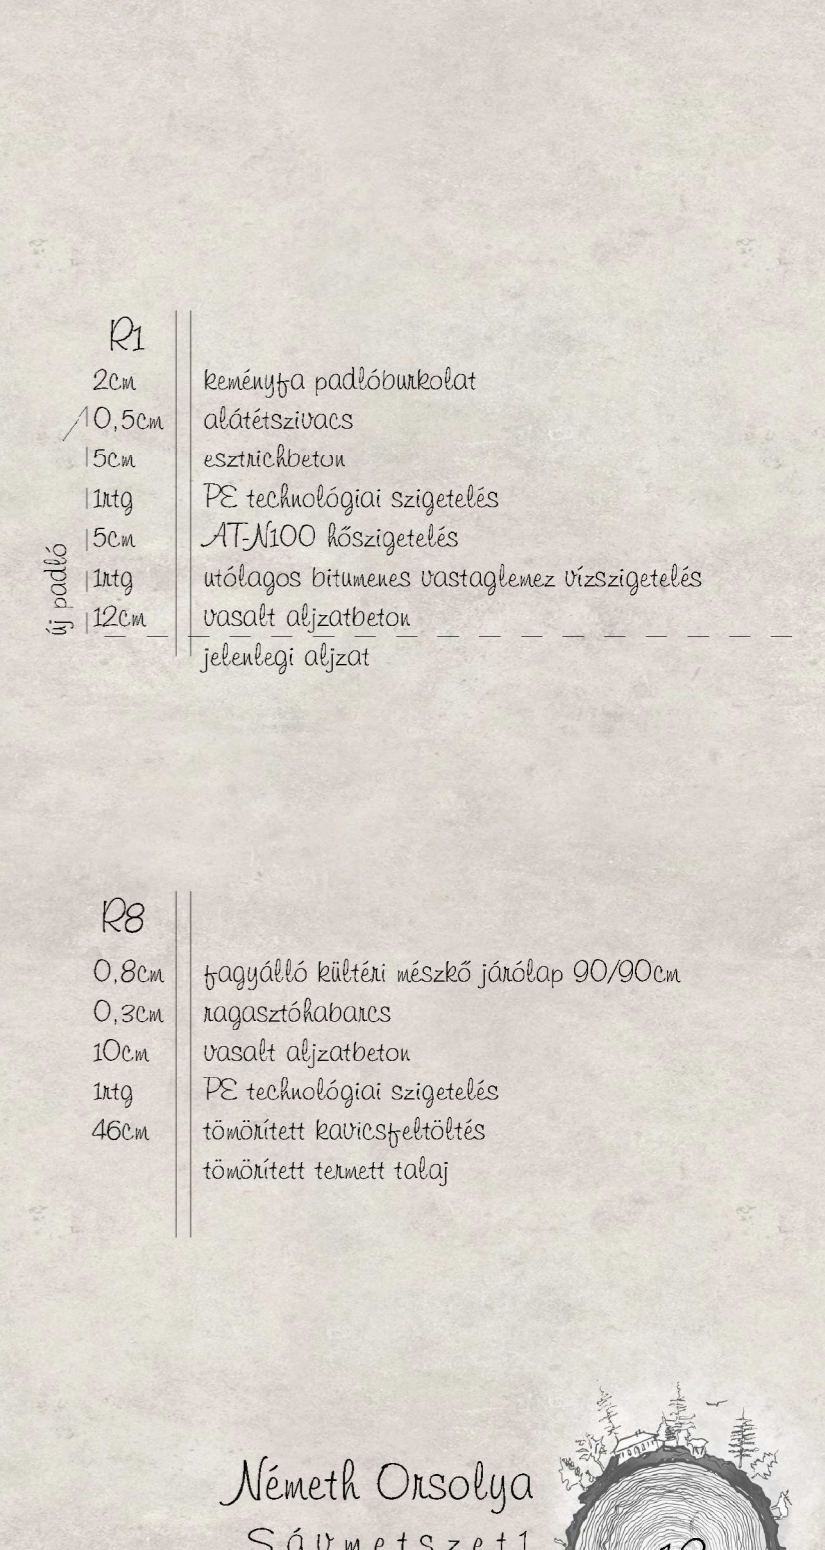 R1
2cm keményfa padlóburkolat
0,5cm alátétszivacs
5cm esztrichbeton
1rtg PE technológiai szigetelés
5cm AT-N100 hőszigetelés
1rtg utólagos bitumenes vastaglemez vízszigetelés
12cm vasalt aljzatbeton
új padló
jelenlegi aljzat
R8
0,8cm fagyálló kültéri mészkő járólap 90/90cm
0,3cm ragasztóhabarcs
10cm vasalt aljzatbeton
1rtg PE technológiai szigetelés
46cm tömörített kavicsfeltöltés
tömörített termett talaj
Németh Orsolya
Sávmetszet1